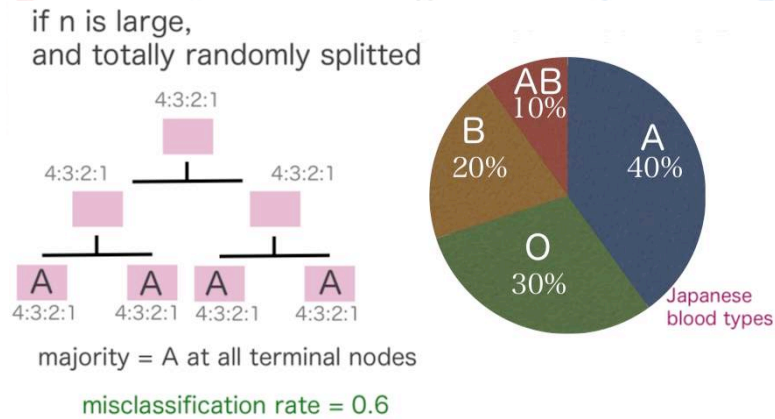 if n is large,
and totally randomly splitted
4:3:2:1
4:3:2:1
4:3:2:1
A
A
A
A
4:3:2:1
4:3:2:1
4:3:2:1
4:3:2:1
majority = A at all terminal nodes
misclassification rate = 0.6
AB
10%
B
20%
A
40%
O
30%
Japanese
blood types